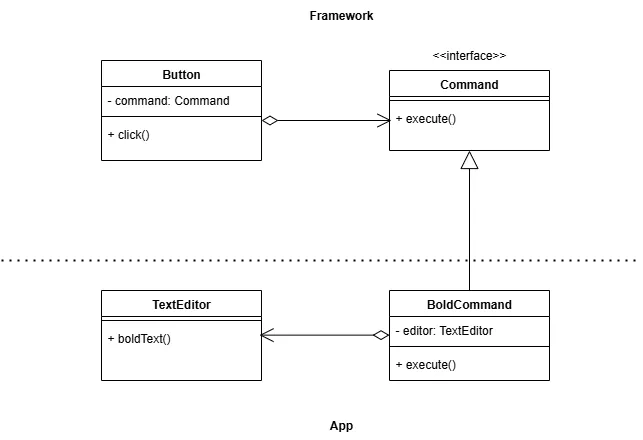 Framework
<<interface>>
Button
Command
- command: Command
+ execute()
+ click()
TextEditor
BoldCommand
- editor: TextEditor
+ boldText()
+ execute()
App